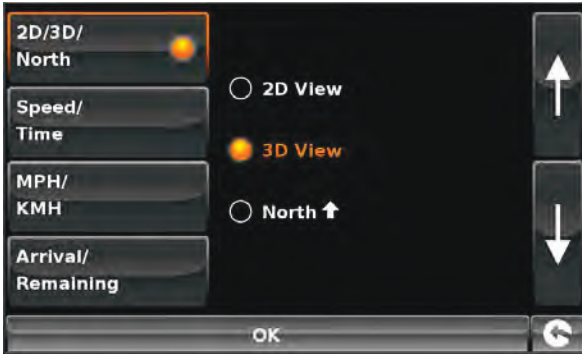 2D/3D/
North
Speed/
Time
MPH/
KMH
Arrival/
Remaining
2D View
3D View
North
OK